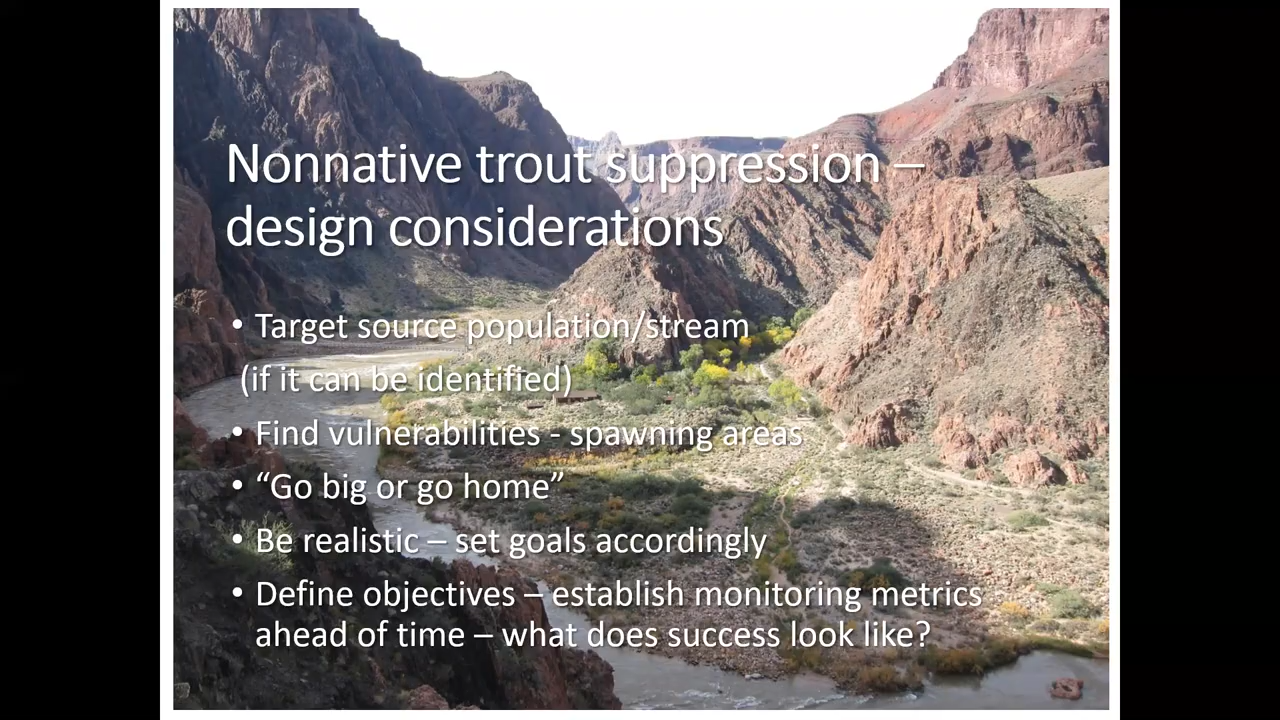 Nonnative trout suppression –
design considerations
• Target source population/stream
(if it can be identified)
• Find vulnerabilities - spawning areas
• “Go big or go home”
• Be realistic – set goals accordingly
• Define objectives – establish monitoring metrics
ahead of time – what does success look like?